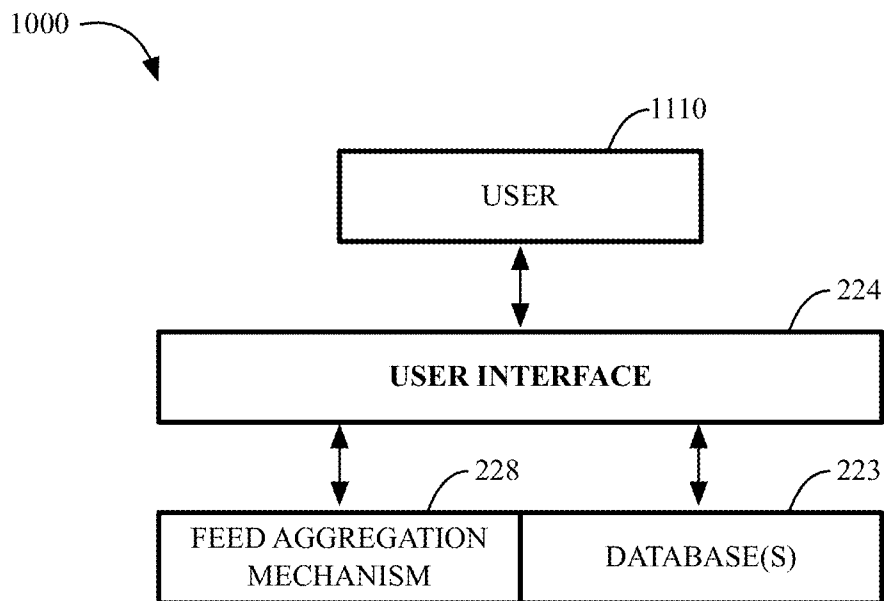 1000
1110
USER
224
USER INTERFACE
228
223
FEED AGGREGATION
MECHANISM
DATABASE(S)